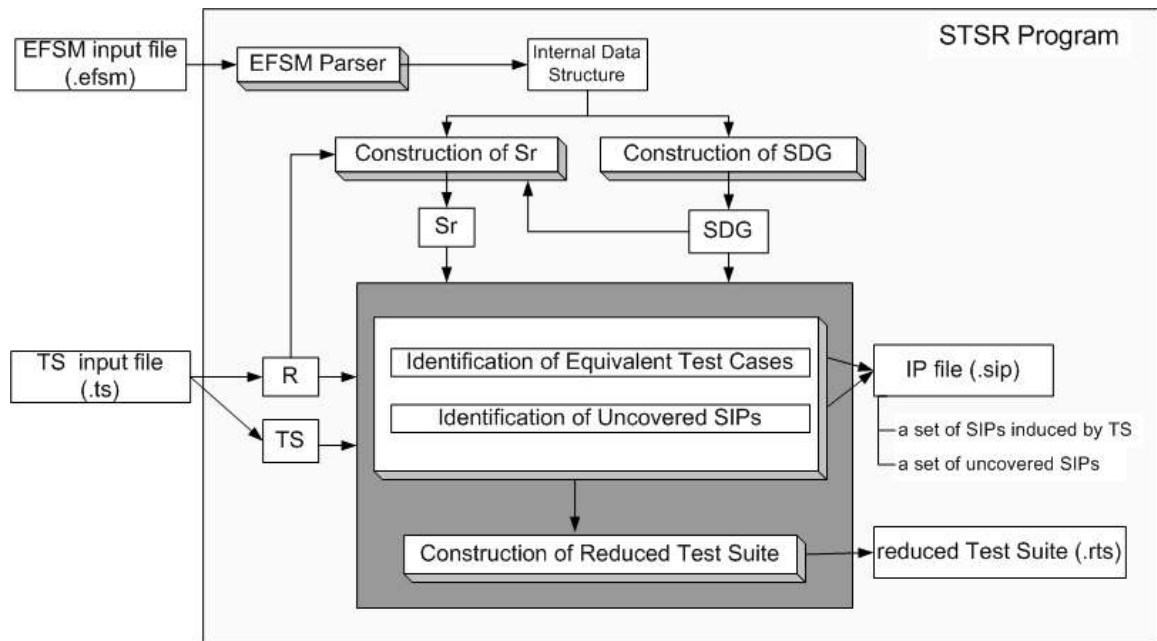 STSR Program
EFSM input file
(.efsm)
EFSM Parser
Internal Data
Structure
Construction of Sr
Construction of SDG
Sr
SDG
TS input file
(.ts)
R
TS
Identification of Equivalent Test Cases
Identification of Uncovered SIPs
IP file (.sip)
a set of SIPs induced by TS
a set of uncovered SIPs
Construction of Reduced Test Suite
reduced Test Suite (.rts)